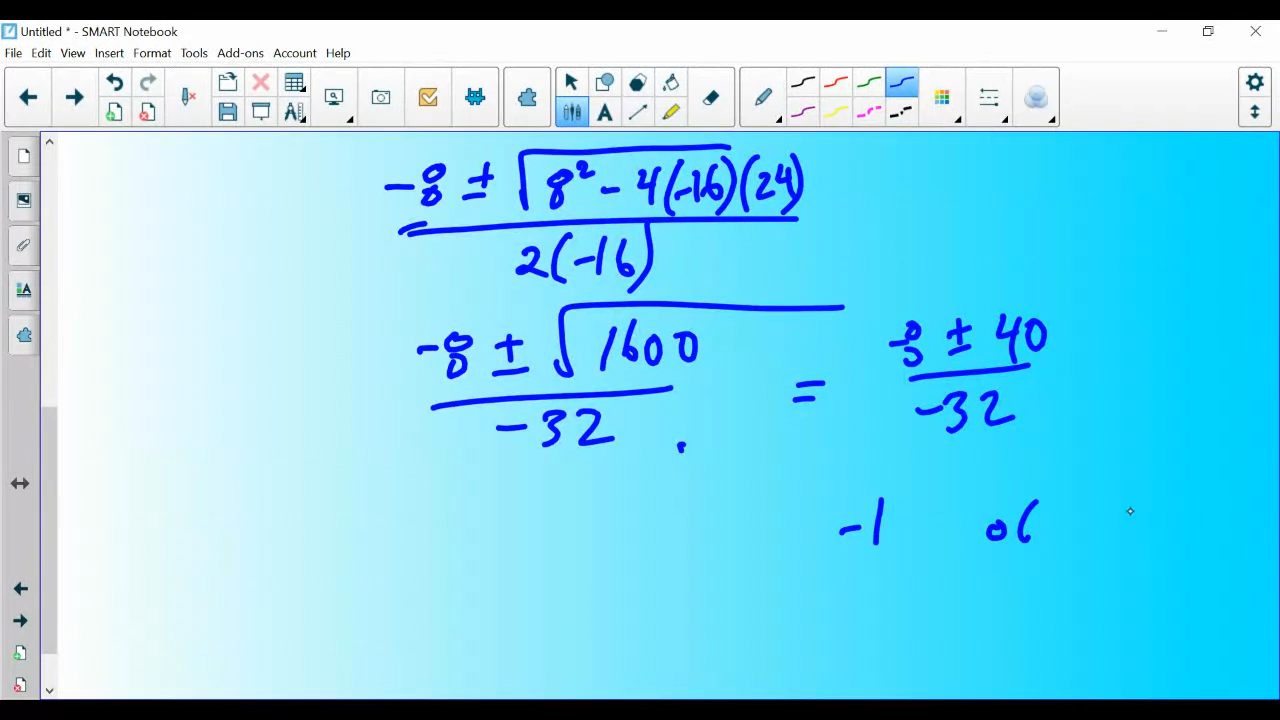 Untitled * - SMART Notebook
File Edit View Insert Format Tools Add-ons Account Help
-8 ± √8² - 4(-16)(24)
2(-16)
-8 ± √1600 = -8 ± 40
-32 . -32
-1 or